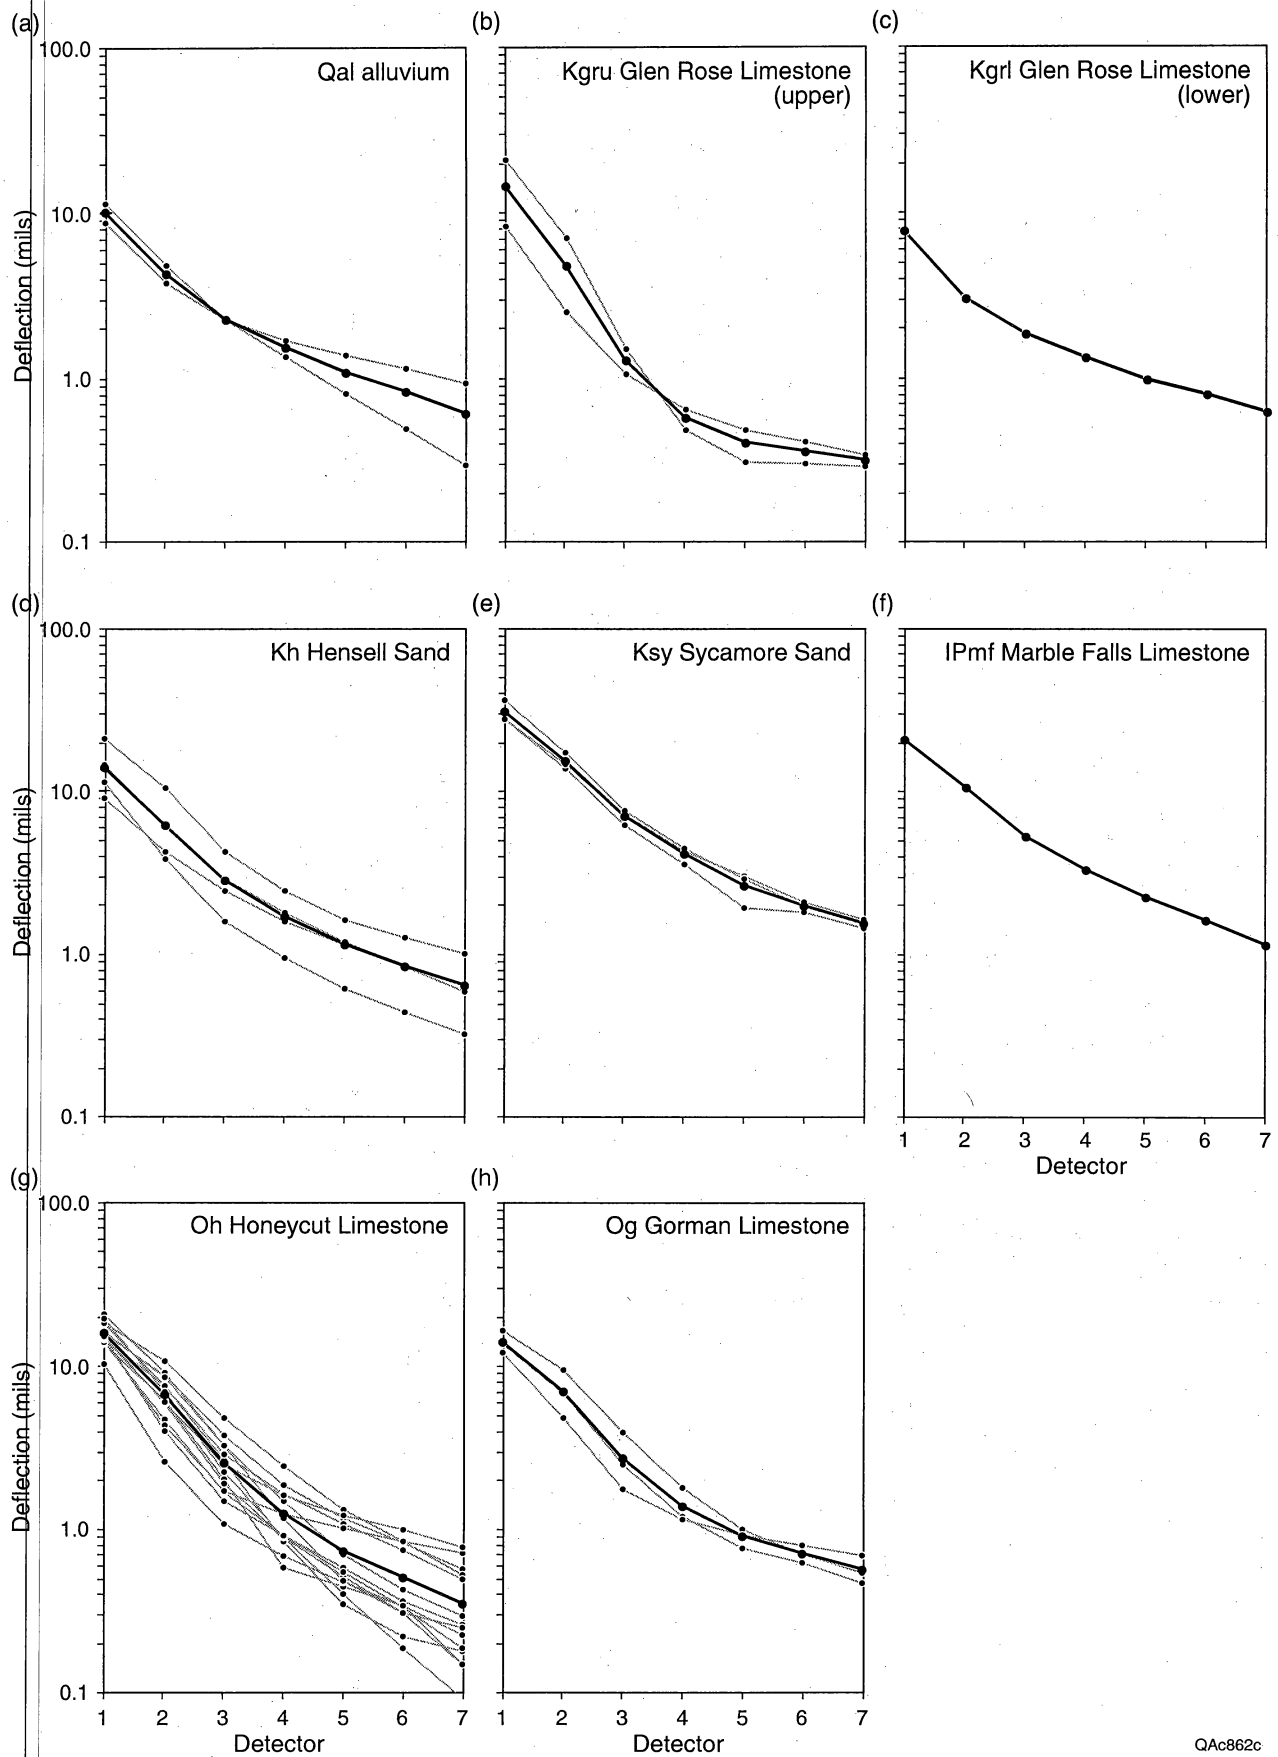 (a)
100.0
Qal alluvium
10.0
Deflection (mils)
1.0
0.1
(b)
Kgru Glen Rose Limestone
(upper)
(c)
Kgrl Glen Rose Limestone
(lower)
(d)
100.0
Kh Hensell Sand
10.0
Deflection (mils)
1.0
0.1
(e)
Ksy Sycamore Sand
(f)
IPmf Marble Falls Limestone
1 2 3 4 5 6 7
Detector
(g)
100.0
Oh Honeycut Limestone
10.0
Deflection (mils)
1.0
0.1
1 2 3 4 5 6 7
Detector
(h)
Og Gorman Limestone
1 2 3 4 5 6 7
Detector
QAc862c